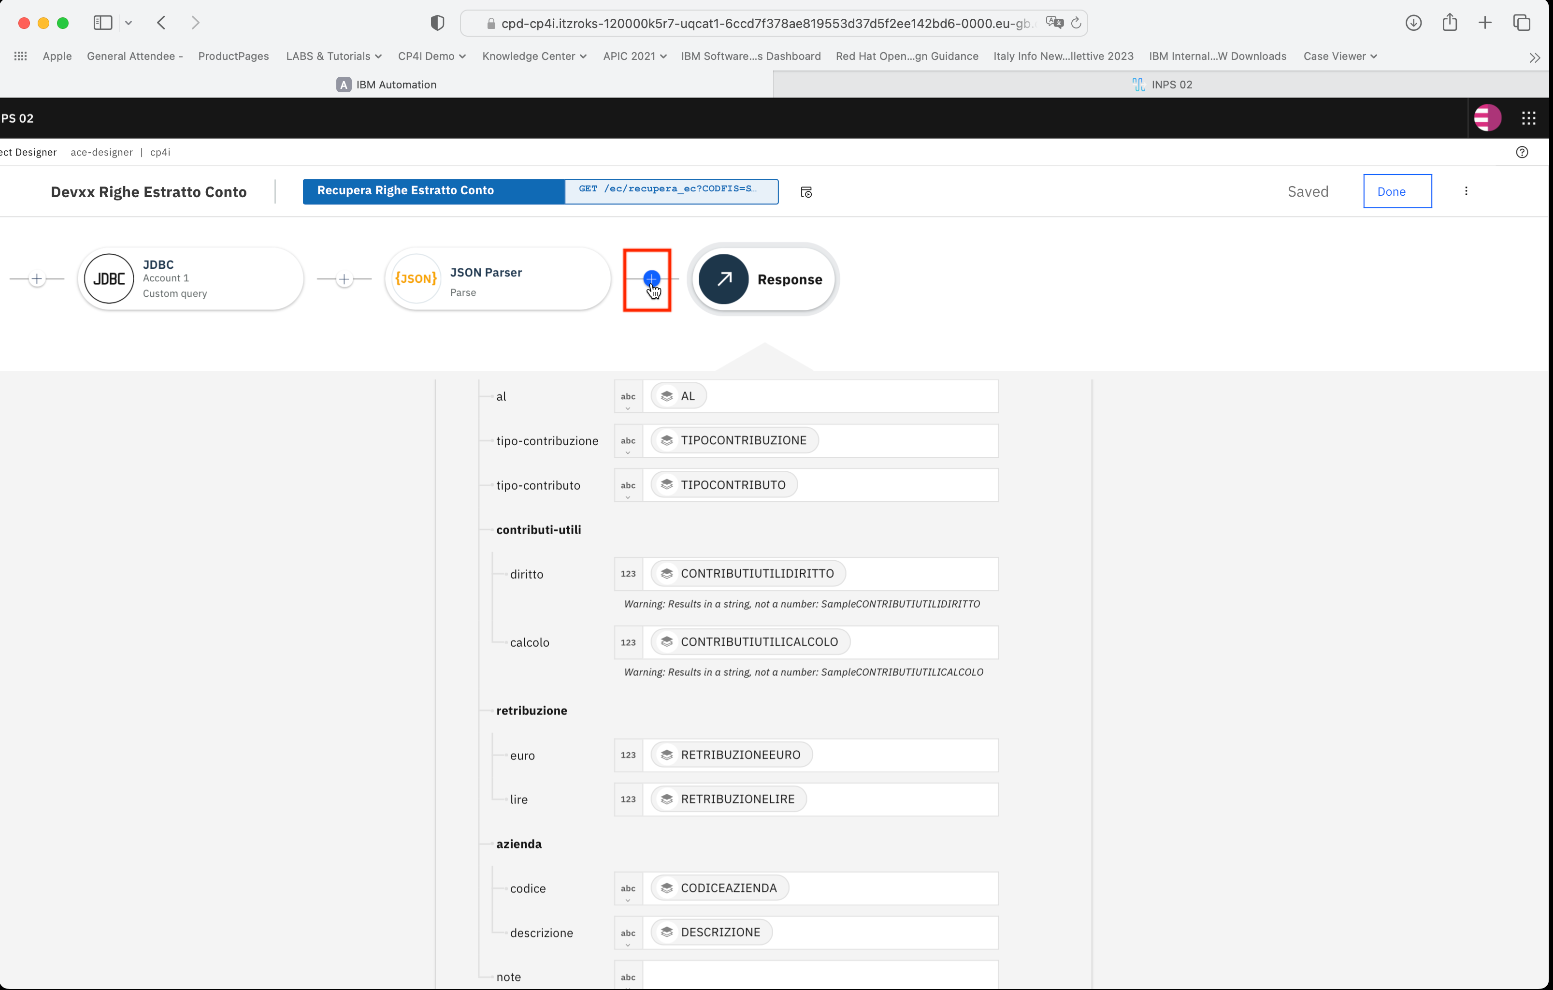 cpd-cp4i.itzroks-120000k5r7-uqcat1-6ccd7f378ae819553d37d5f2ee142bd6-0000.eu-gb.
Apple General Attendee - ProductPages LABS & Tutorials CP4I Demo Knowledge Center APIC 2021 IBM Software...s Dashboard Red Hat Open...gn Guidance Italy Info New...llettive 2023 IBM Internal...W Downloads Case Viewer
A IBM Automation INPS 02
PS 02
ect Designer ace-designer | cp4i
Devxx Righe Estratto Conto Recupera Righe Estratto Conto GET /ec/recupera_ec?CODFIS=S… Saved Done
JDBC
JDBC
Account 1
Custom query
{JSON}
JSON Parser
Parse
Response
al abc AL
tipo-contribuzione abc TIPOCONTRIBUZIONE
tipo-contributo abc TIPOCONTRIBUTO
contributi-utili
diritto 123 CONTRIBUTIUTILIDIRITTO
Warning: Results in a string, not a number: SampleCONTRIBUTIUTILIDIRITTO
calcolo 123 CONTRIBUTIUTILICALCOLO
Warning: Results in a string, not a number: SampleCONTRIBUTIUTILICALCOLO
retribuzione
euro 123 RETRIBUZIONEEURO
lire 123 RETRIBUZIONELIRE
azienda
codice abc CODICEAZIENDA
descrizione abc DESCRIZIONE
note abc